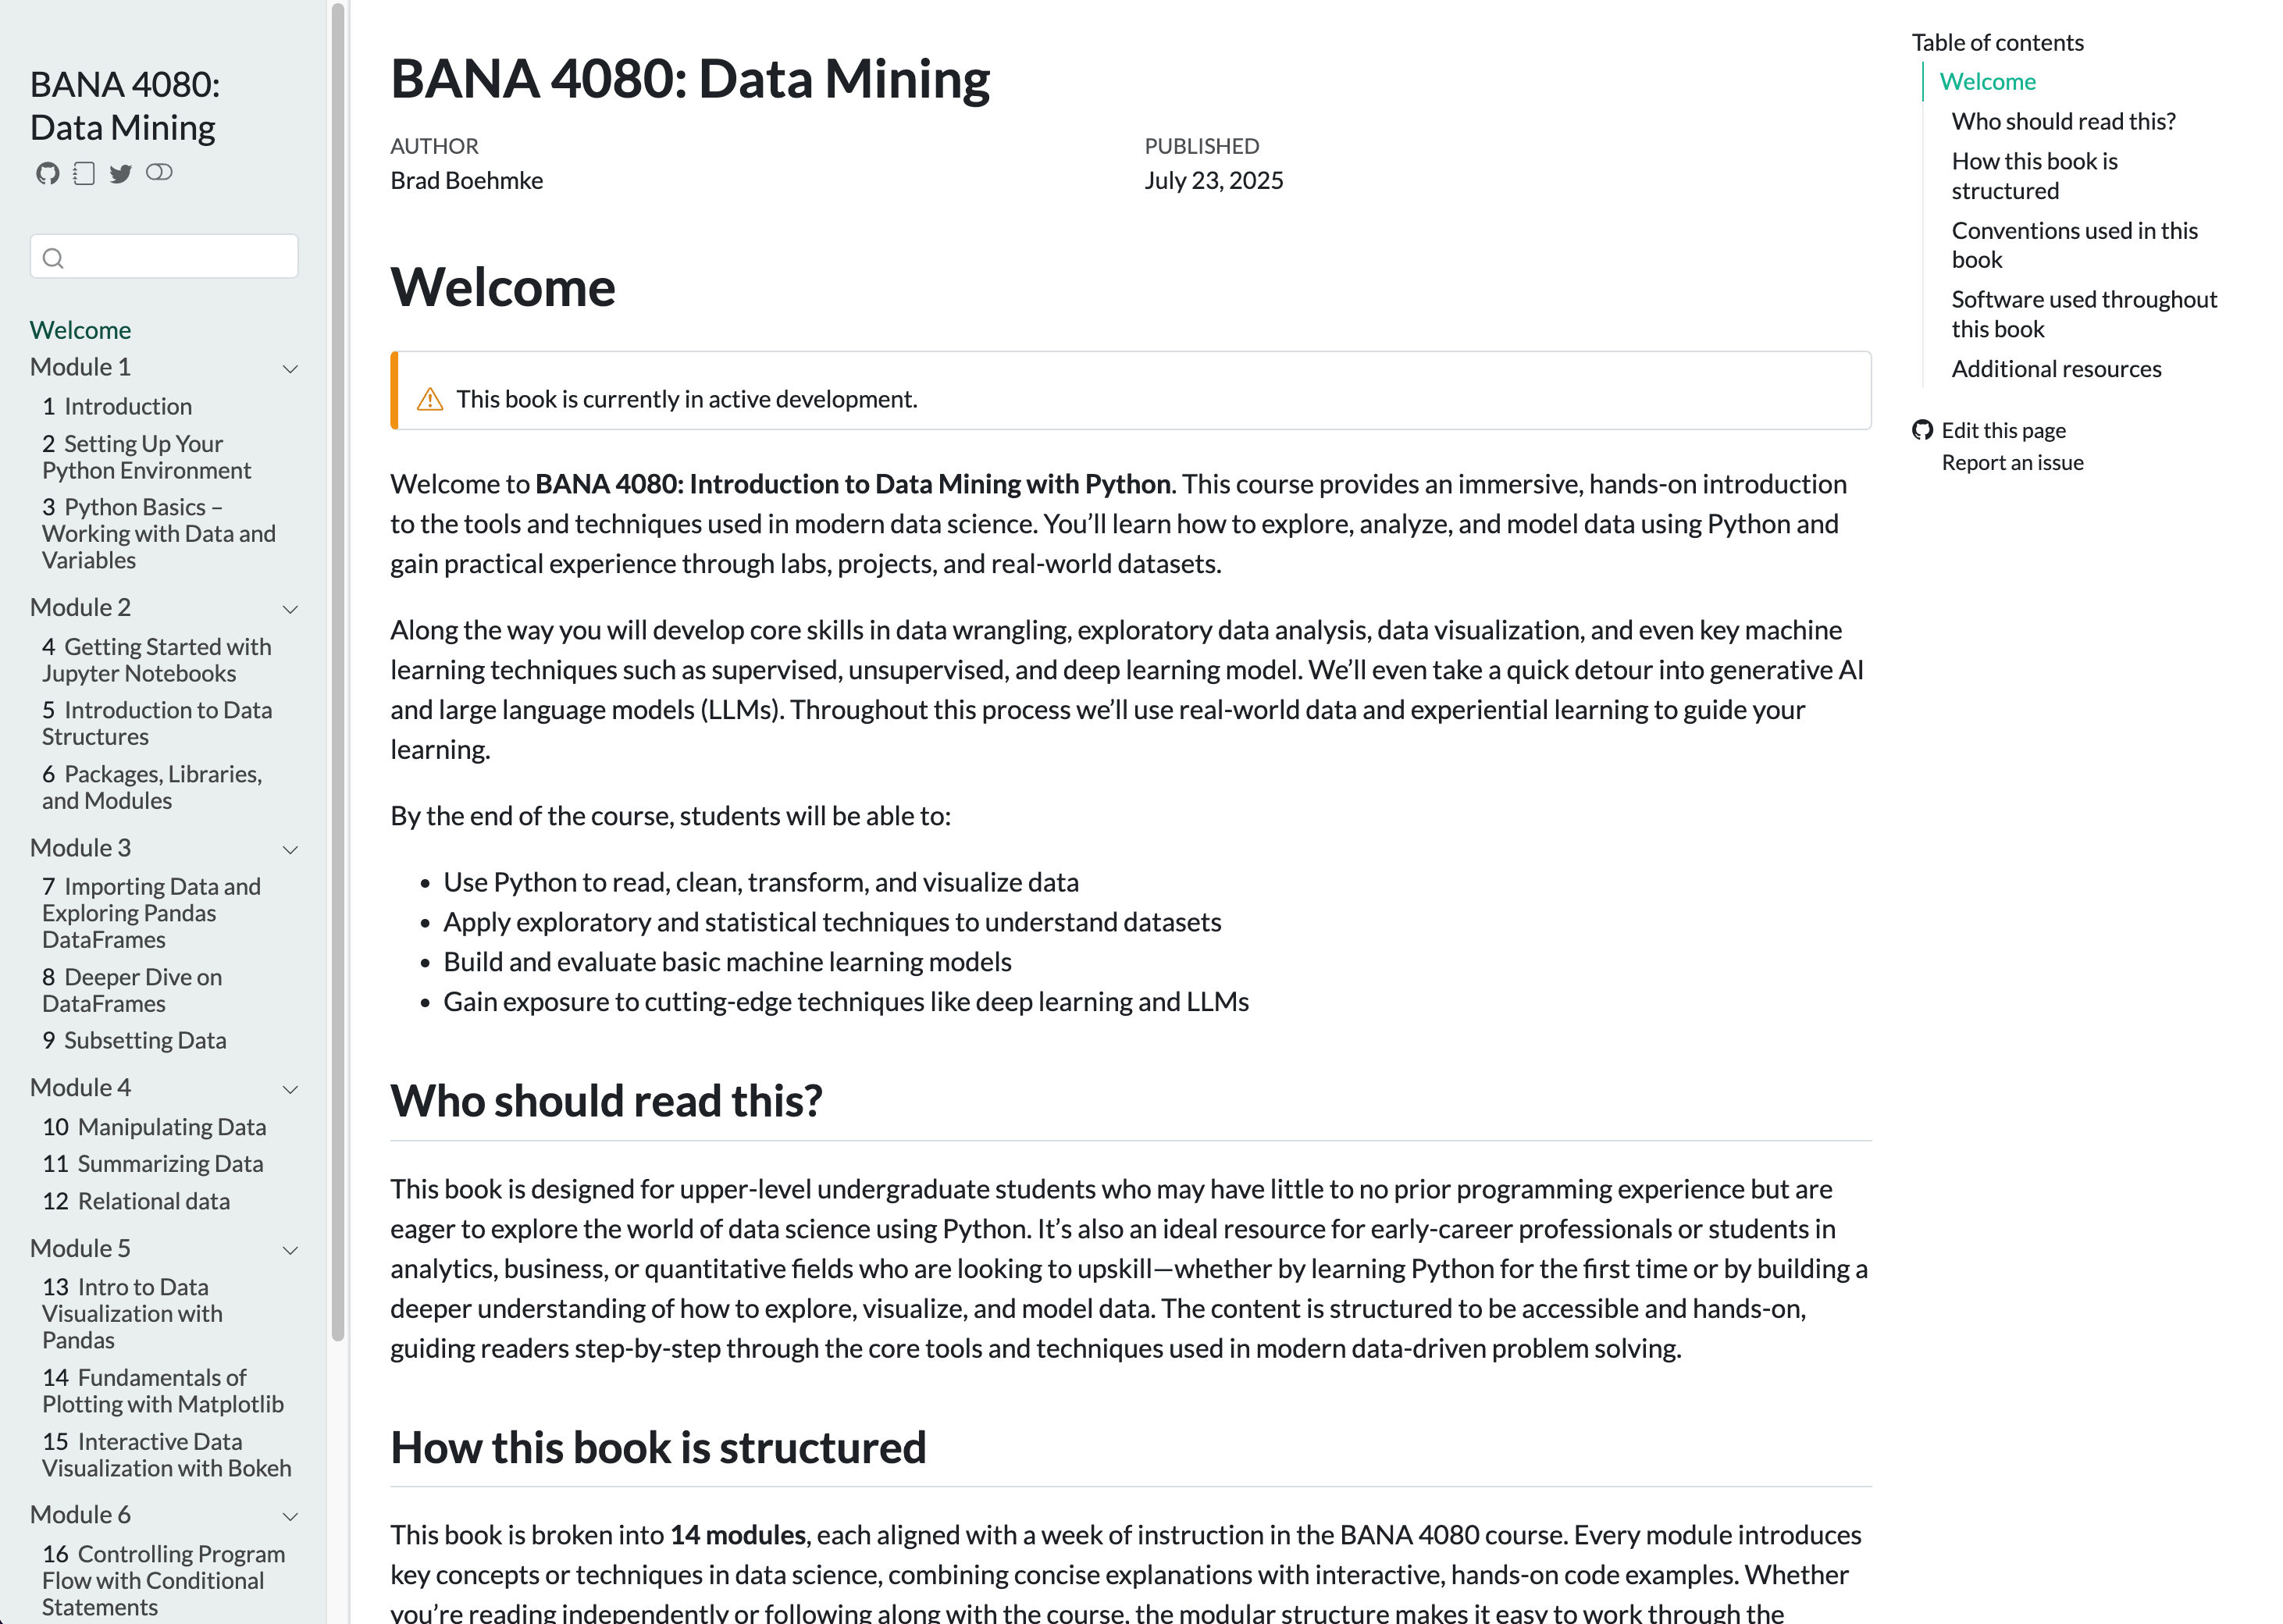 BANA 4080:
Data Mining
Welcome
Module 1
1 Introduction
2 Setting Up Your
Python Environment
3 Python Basics –
Working with Data and
Variables
Module 2
4 Getting Started with
Jupyter Notebooks
5 Introduction to Data
Structures
6 Packages, Libraries,
and Modules
Module 3
7 Importing Data and
Exploring Pandas
DataFrames
8 Deeper Dive on
DataFrames
9 Subsetting Data
Module 4
10 Manipulating Data
11 Summarizing Data
12 Relational data
Module 5
13 Intro to Data
Visualization with
Pandas
14 Fundamentals of
Plotting with Matplotlib
15 Interactive Data
Visualization with Bokeh
Module 6
16 Controlling Program
Flow with Conditional
Statements
BANA 4080: Data Mining
AUTHOR
Brad Boehmke
PUBLISHED
July 23, 2025
Welcome
This book is currently in active development.
Welcome to BANA 4080: Introduction to Data Mining with Python. This course provides an immersive, hands-on introduction
to the tools and techniques used in modern data science. You’ll learn how to explore, analyze, and model data using Python and
gain practical experience through labs, projects, and real-world datasets.
Along the way you will develop core skills in data wrangling, exploratory data analysis, data visualization, and even key machine
learning techniques such as supervised, unsupervised, and deep learning model. We’ll even take a quick detour into generative AI
and large language models (LLMs). Throughout this process we’ll use real-world data and experiential learning to guide your
learning.
By the end of the course, students will be able to:
• Use Python to read, clean, transform, and visualize data
• Apply exploratory and statistical techniques to understand datasets
• Build and evaluate basic machine learning models
• Gain exposure to cutting-edge techniques like deep learning and LLMs
Who should read this?
This book is designed for upper-level undergraduate students who may have little to no prior programming experience but are
eager to explore the world of data science using Python. It’s also an ideal resource for early-career professionals or students in
analytics, business, or quantitative fields who are looking to upskill—whether by learning Python for the first time or by building a
deeper understanding of how to explore, visualize, and model data. The content is structured to be accessible and hands-on,
guiding readers step-by-step through the core tools and techniques used in modern data-driven problem solving.
How this book is structured
This book is broken into 14 modules, each aligned with a week of instruction in the BANA 4080 course. Every module introduces
key concepts or techniques in data science, combining concise explanations with interactive, hands-on code examples. Whether
you’re reading independently or following along with the course, the modular structure makes it easy to work through the
Table of contents
Welcome
Who should read this?
How this book is
structured
Conventions used in this
book
Software used throughout
this book
Additional resources
Edit this page
Report an issue